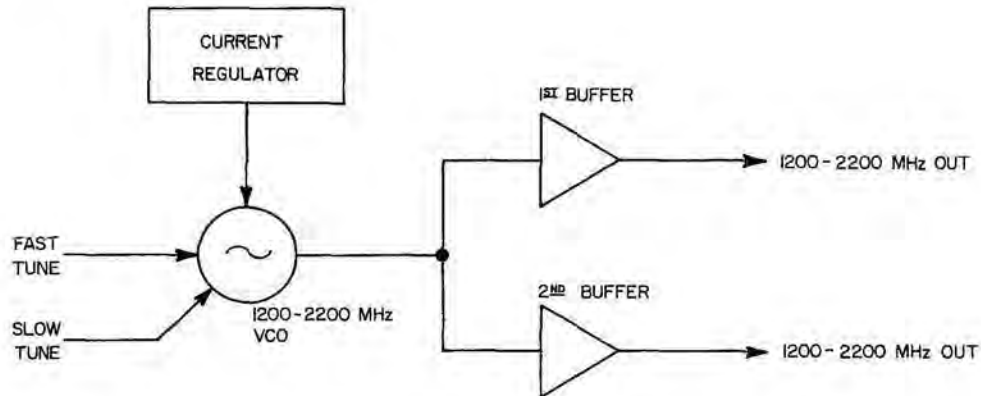 CURRENT
REGULATOR
1ST BUFFER
1200-2200 MHz OUT
FAST
TUNE
SLOW
TUNE
1200-2200 MHz
VCO
2ND BUFFER
1200-2200 MHz OUT